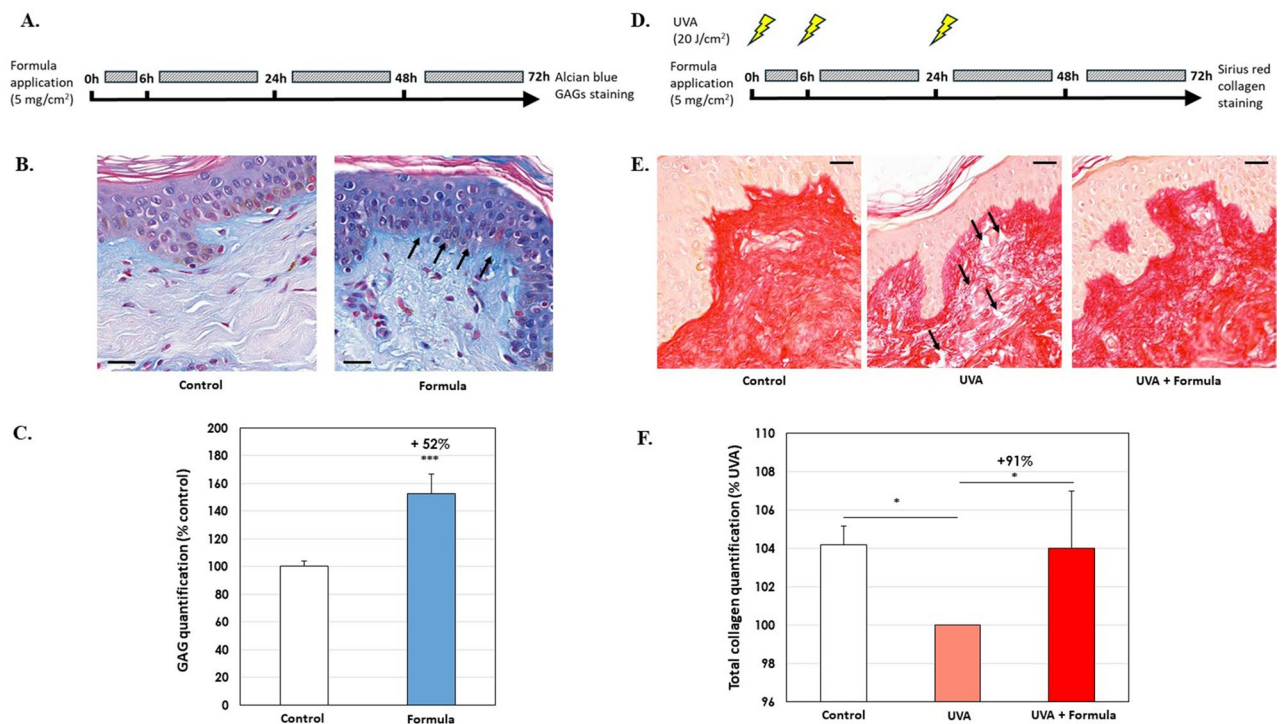 A.
Formula
application
(5 mg/cm²)
0h
6h
24h
48h
72h
Alcian blue
GAGs staining
B.
Control
Formula
C.
GAG quantification (% control)
200
180
160
140
120
100
80
60
40
20
0
+ 52%
***
Control
Formula
D.
UVA
(20 J/cm²)
Formula
application
(5 mg/cm²)
0h
6h
24h
48h
72h
Sirius red
collagen
staining
E.
Control
UVA
UVA + Formula
F.
Total collagen quantification (% UVA)
110
108
106
104
102
100
98
96
+91%
*
*
Control
UVA
UVA + Formula